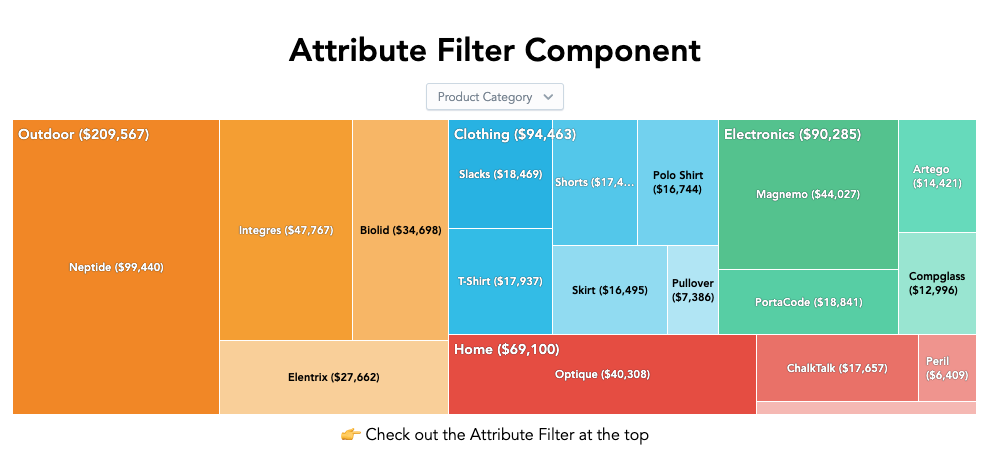 Attribute Filter Component
Product Category
Outdoor ($209,567)
Neptide ($99,440)
Integres ($47,767)
Biolid ($34,698)
Elentrix ($27,662)
Clothing ($94,463)
Slacks ($18,469)
T-Shirt ($17,937)
Shorts ($17,4...
Polo Shirt
($16,744)
Skirt ($16,495)
Pullover
($7,386)
Electronics ($90,285)
Magnemo ($44,027)
PortaCode ($18,841)
Artego
($14,421)
Compglass
($12,996)
Home ($69,100)
Optique ($40,308)
ChalkTalk ($17,657)
Peril
($6,409)
👉 Check out the Attribute Filter at the top